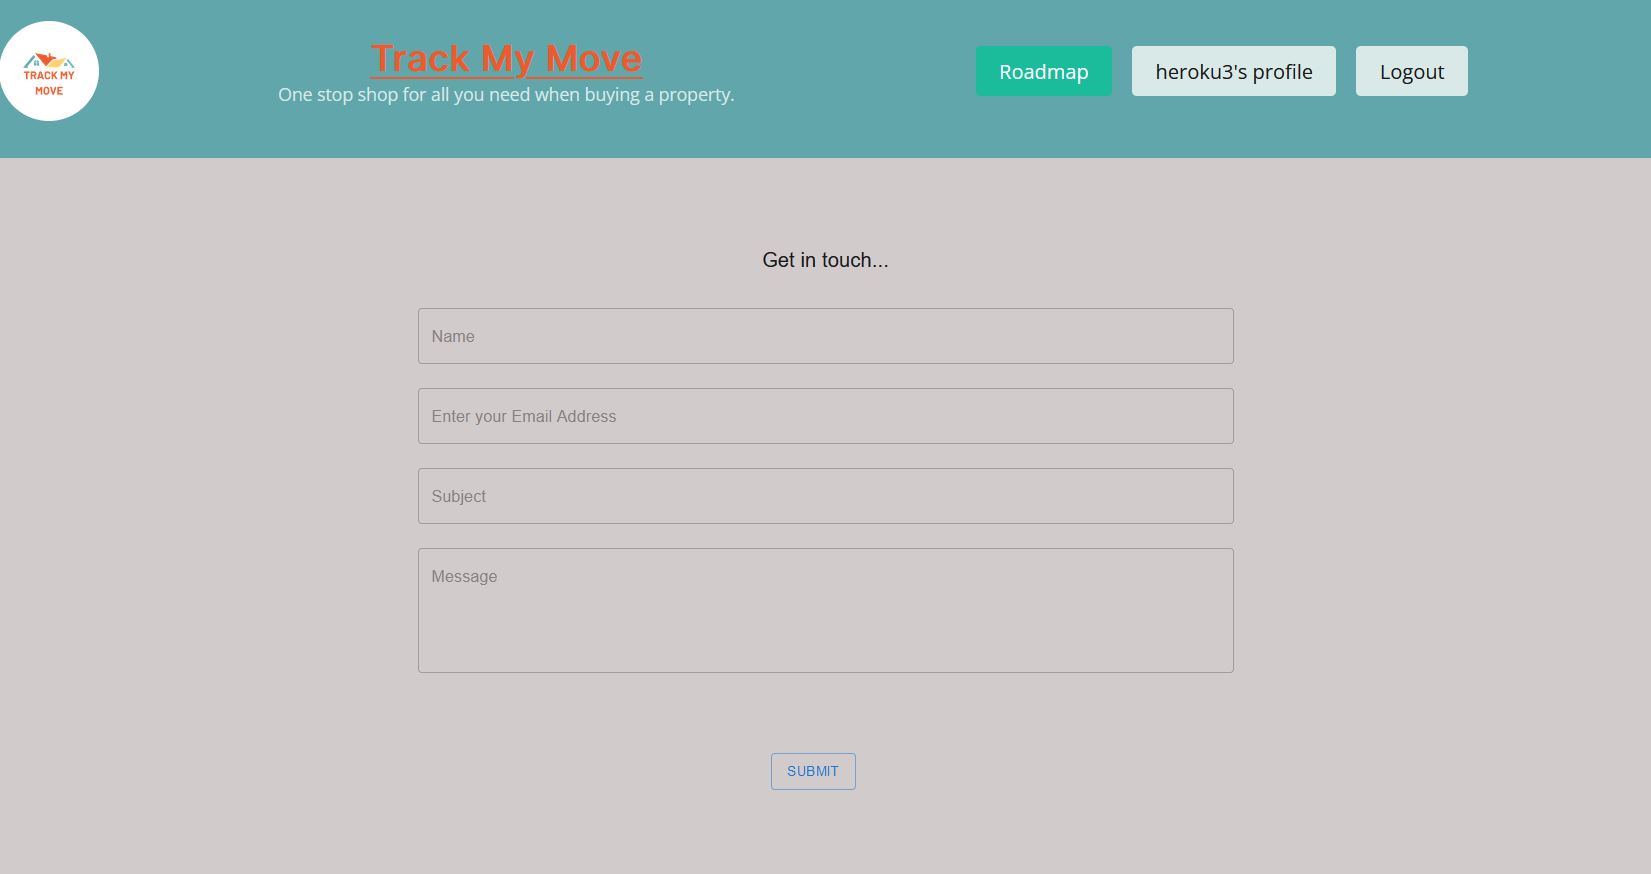 TRACK MY
MOVE
Track My Move
One stop shop for all you need when buying a property.
Roadmap
heroku3's profile
Logout
Get in touch...
Name
Enter your Email Address
Subject
Message
SUBMIT